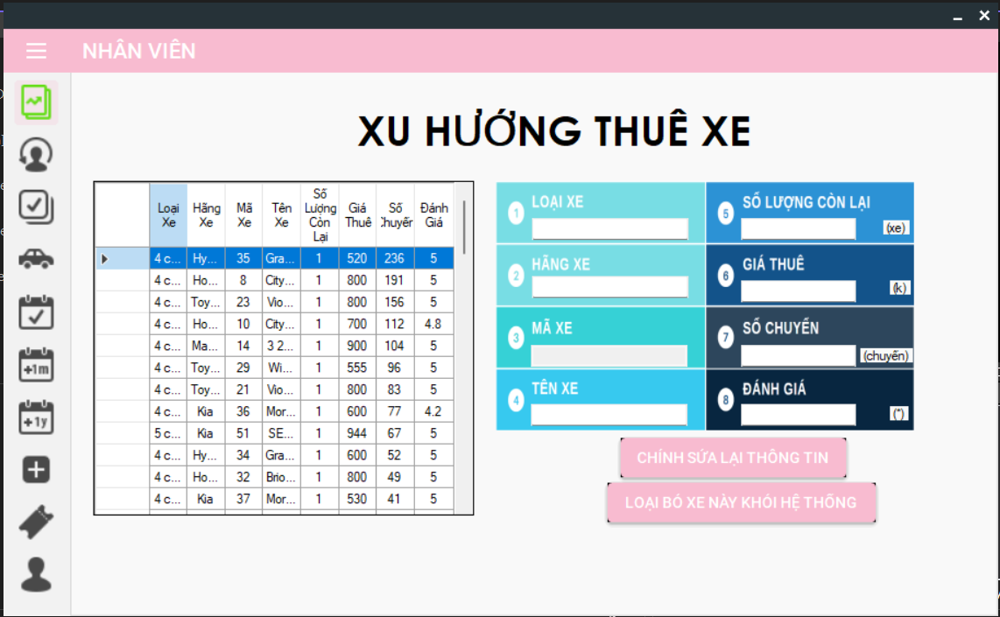 NHÂN VIÊN
+1m
+1y
XU HƯỚNG THUÊ XE
Loại Xe Hãng Xe Mã Xe Tên Xe Số Lượng Còn Lại Giá Thuê Số Chuyến Đánh Giá
4 c... Hy... 35 Gra... 1 520 236 5
4 c... Ho... 8 City... 1 800 191 5
4 c... Toy... 23 Vio... 1 800 156 5
4 c... Ho... 10 City... 1 700 112 4.8
4 c... Ma... 14 3 2... 1 900 104 5
4 c... Toy... 29 Wi... 1 555 96 5
4 c... Toy... 21 Vio... 1 800 83 5
4 c... Kia 36 Mor... 1 600 77 4.2
5 c... Kia 51 SE... 1 944 67 5
4 c... Hy... 34 Gra... 1 600 52 5
4 c... Ho... 32 Brio... 1 800 49 5
4 c... Kia 37 Mor... 1 530 41 5
1 LOẠI XE
2 HÃNG XE
3 MÃ XE
4 TÊN XE
5 SỐ LƯỢNG CÒN LẠI (xe)
6 GIÁ THUÊ (k)
7 SỐ CHUYẾN (chuyến)
8 ĐÁNH GIÁ (*)
CHỈNH SỬA LẠI THÔNG TIN
LOẠI BỎ XE NÀY KHỎI HỆ THỐNG